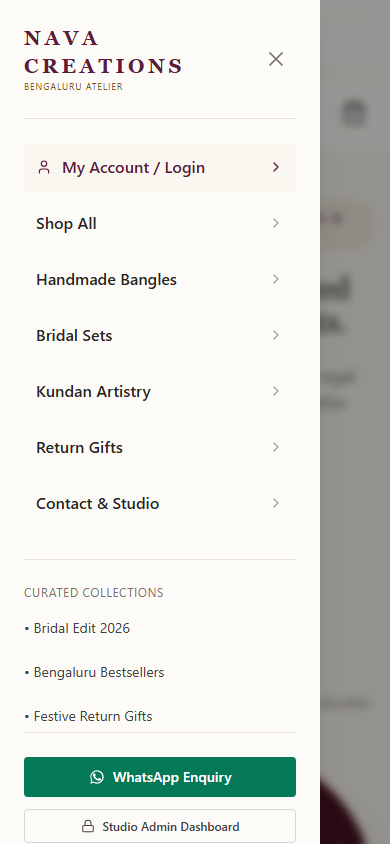 NAVA
CREATIONS
BENGALURU ATELIER
My Account / Login
Shop All
Handmade Bangles
Bridal Sets
Kundan Artistry
Return Gifts
Contact & Studio
CURATED COLLECTIONS
• Bridal Edit 2026
• Bengaluru Bestsellers
• Festive Return Gifts
WhatsApp Enquiry
Studio Admin Dashboard